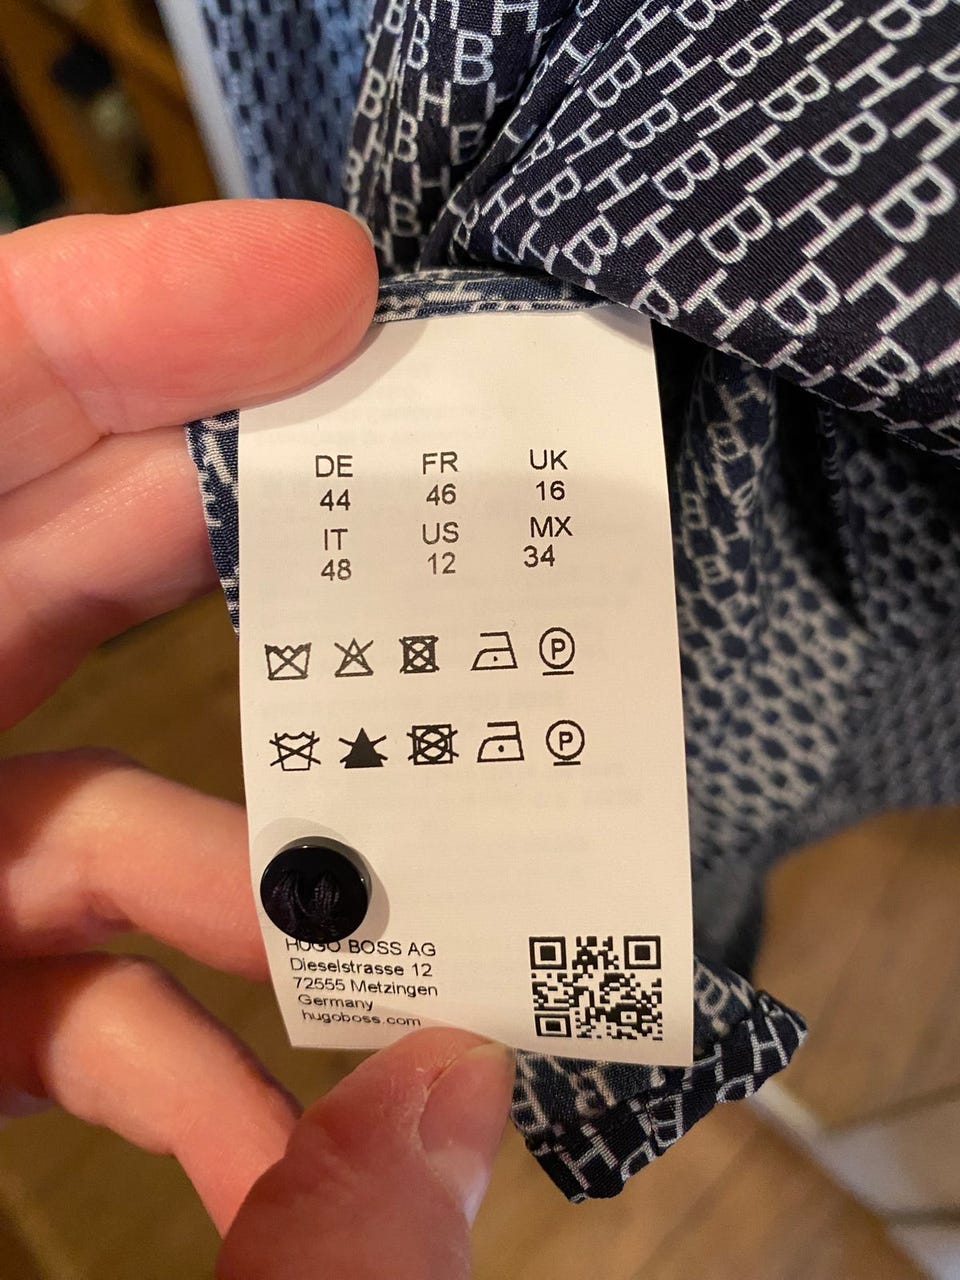 DE FR UK
44 46 16
IT US MX
48 12 34
P
P
HUGO BOSS AG
Dieselstrasse 12
72555 Metzingen
Germany
hugoboss.com